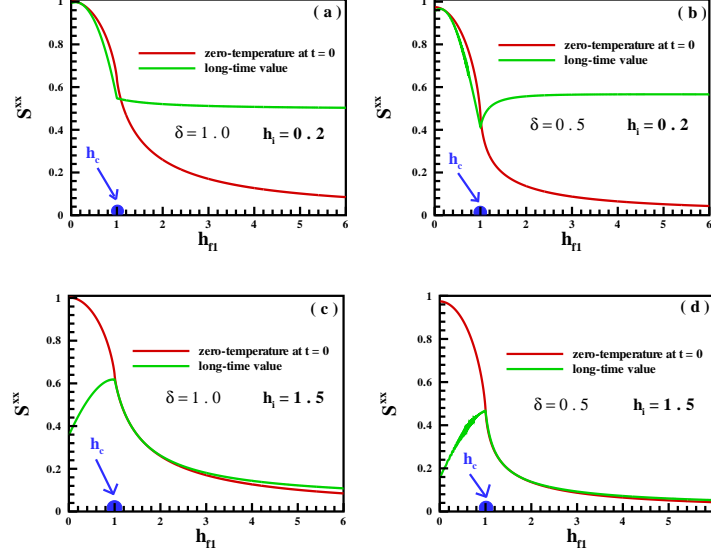 ( a )
1
0.8
0.6
0.4
0.2
0
S^xx
zero-temperature at t = 0
long-time value
δ = 1 . 0
h_i = 0 . 2
h_c
0 1 2 3 4 5 6
h_f1
( b )
1
0.8
0.6
0.4
0.2
0
S^xx
zero-temperature at t = 0
long-time value
δ = 0 . 5
h_i = 0 . 2
h_c
0 1 2 3 4 5 6
h_f1
( c )
1
0.8
0.6
0.4
0.2
0
S^xx
zero-temperature at t = 0
long-time value
δ = 1 . 0
h_i = 1 . 5
h_c
0 1 2 3 4 5 6
h_f1
( d )
1
0.8
0.6
0.4
0.2
0
S^xx
zero-temperature at t = 0
long-time value
δ = 0 . 5
h_i = 1 . 5
h_c
0 1 2 3 4 5
h_f1